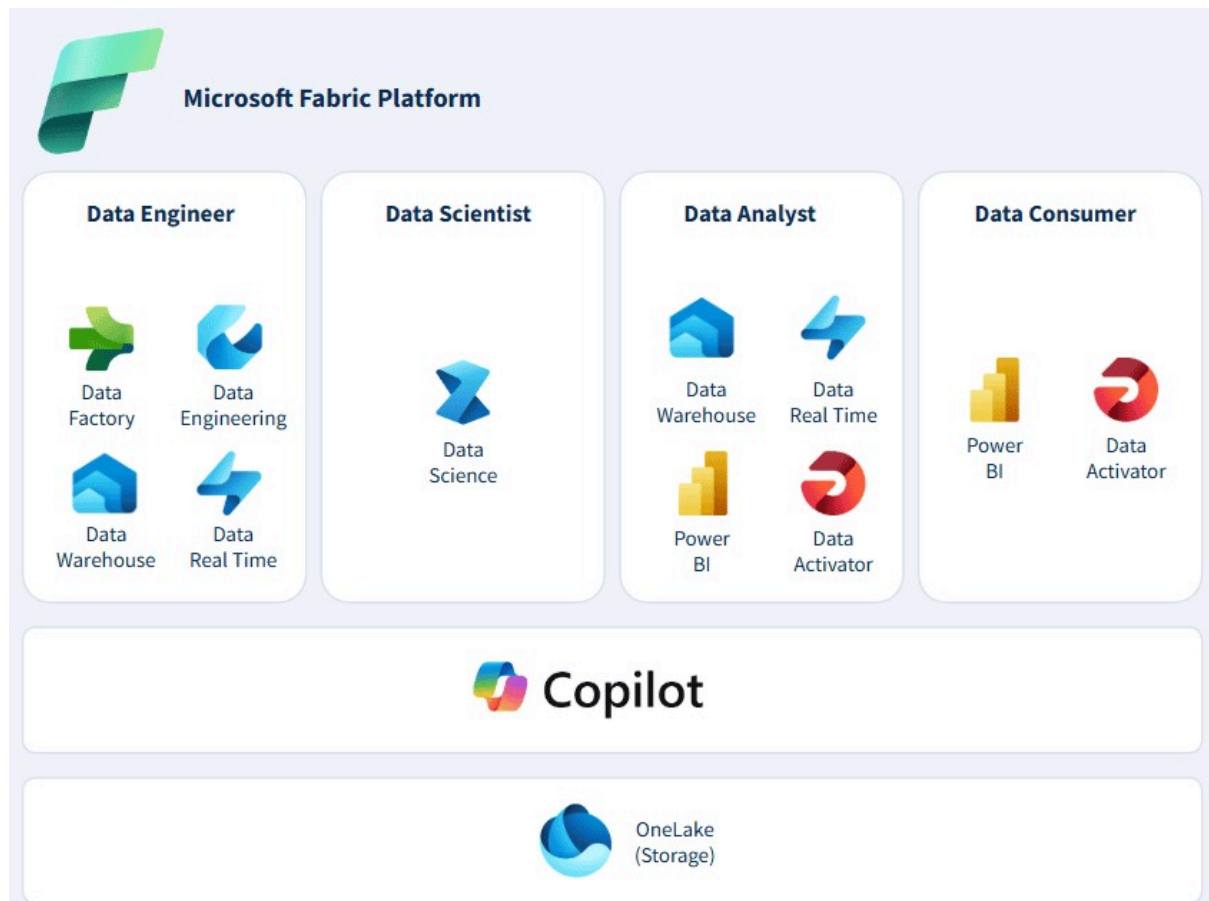 Microsoft Fabric Platform
Data Engineer
Data
Factory
Data
Engineering
Data
Warehouse
Data
Real Time
Data Scientist
Data
Science
Data Analyst
Data
Warehouse
Data
Real Time
Power
BI
Data
Activator
Data Consumer
Power
BI
Data
Activator
Copilot
OneLake
(Storage)